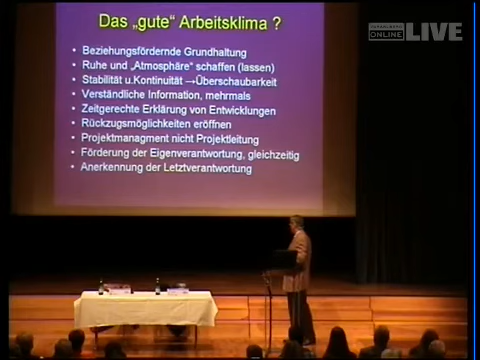 Das „gute“ Arbeitsklima ?
• Beziehungsfördernde Grundhaltung
• Ruhe und „Atmosphäre“ schaffen (lassen)
• Stabilität u.Kontinuität →Überschaubarkeit
• Verständliche Information, mehrmals
• Zeitgerechte Erklärung von Entwicklungen
• Rückzugsmöglichkeiten eröffnen
• Projektmanagment nicht Projektleitung
• Förderung der Eigenverantwortung, gleichzeitig
• Anerkennung der Letztverantwortung
ONLINE LIVE